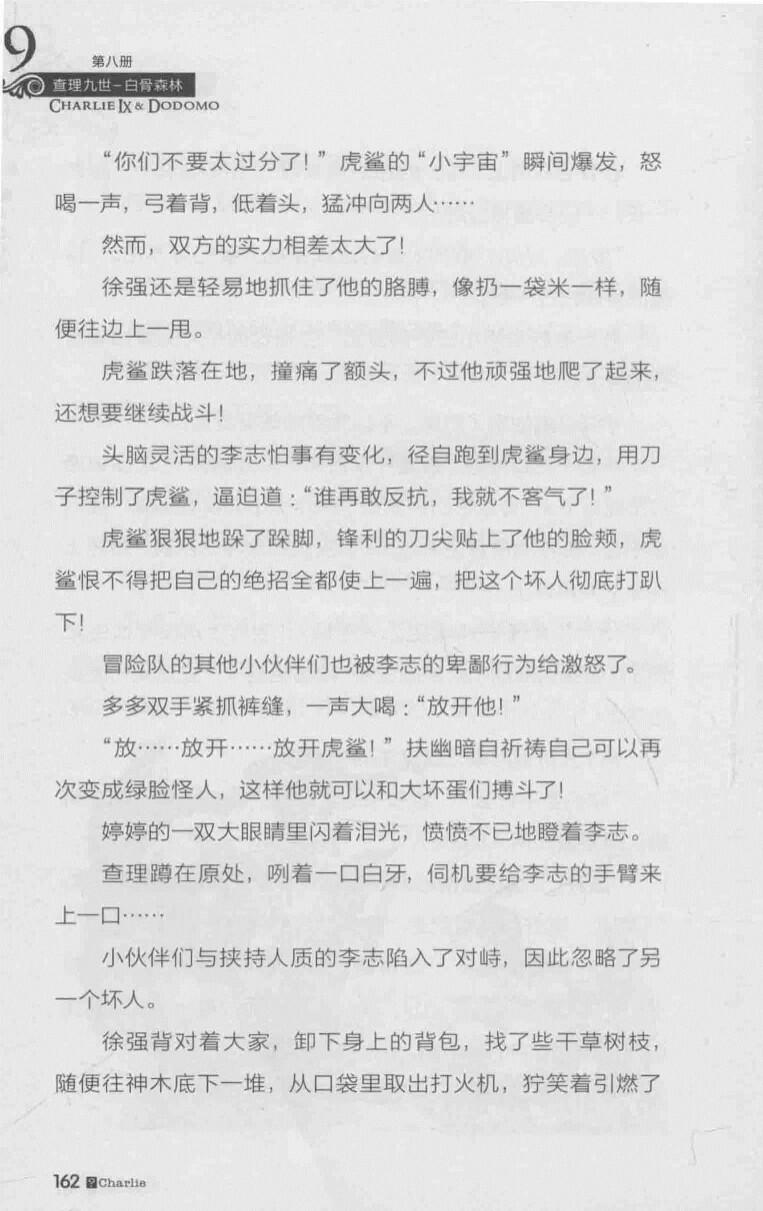 9
第八册
查理九世-白骨森林
CHARLIE IX & DODOMO
“你们不要太过分了!”虎鲨的“小宇宙”瞬间爆发，怒
喝一声，弓着背，低着头，猛冲向两人……
然而，双方的实力相差太大了!
徐强还是轻易地抓住了他的胳膊，像扔一袋米一样，随
便往边上一甩。
虎鲨跌落在地，撞痛了额头，不过他顽强地爬了起来，
还想要继续战斗!
头脑灵活的李志怕事有变化，径自跑到虎鲨身边，用刀
子控制了虎鲨，逼迫道：“谁再敢反抗，我就不客气了!”
虎鲨狠狠地跺了跺脚，锋利的刀尖贴上了他的脸颊，虎
鲨恨不得把自己的绝招全都使上一遍，把这个坏人彻底打趴
下!
冒险队的其他小伙伴们也被李志的卑鄙行为给激怒了。
多多双手紧抓裤缝，一声大喝：“放开他!”
“放……放开……放开虎鲨!”扶幽暗自祈祷自己可以再
次变成绿脸怪人，这样他就可以和大坏蛋们搏斗了!
婷婷的一双大眼睛里闪着泪光，愤愤不已地瞪着李志。
查理蹲在原处，咧着一口白牙，伺机要给李志的手臂来
上一口……
小伙伴们与挟持人质的李志陷入了对峙，因此忽略了另
一个坏人。
徐强背对着大家，卸下身上的背包，找了些干草树枝，
随便往神木底下一堆，从口袋里取出打火机，狞笑着引燃了
162 ? Charlie